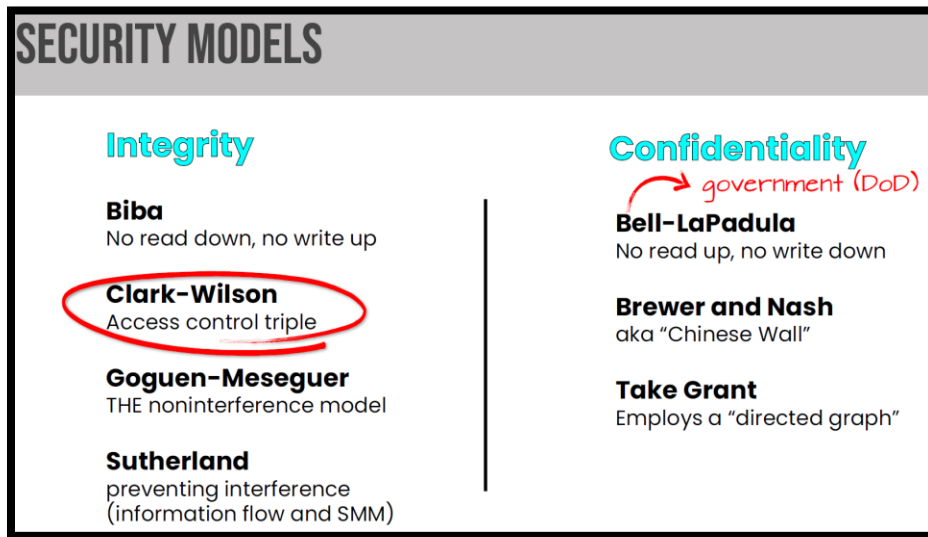 SECURITY MODELS
Integrity
Biba
No read down, no write up
Clark-Wilson
Access control triple
Goguen-Meseguer
THE noninterference model
Sutherland
preventing interference
(information flow and SMM)
Confidentiality
government (DoD)
Bell-LaPadula
No read up, no write down
Brewer and Nash
aka “Chinese Wall”
Take Grant
Employs a “directed graph”